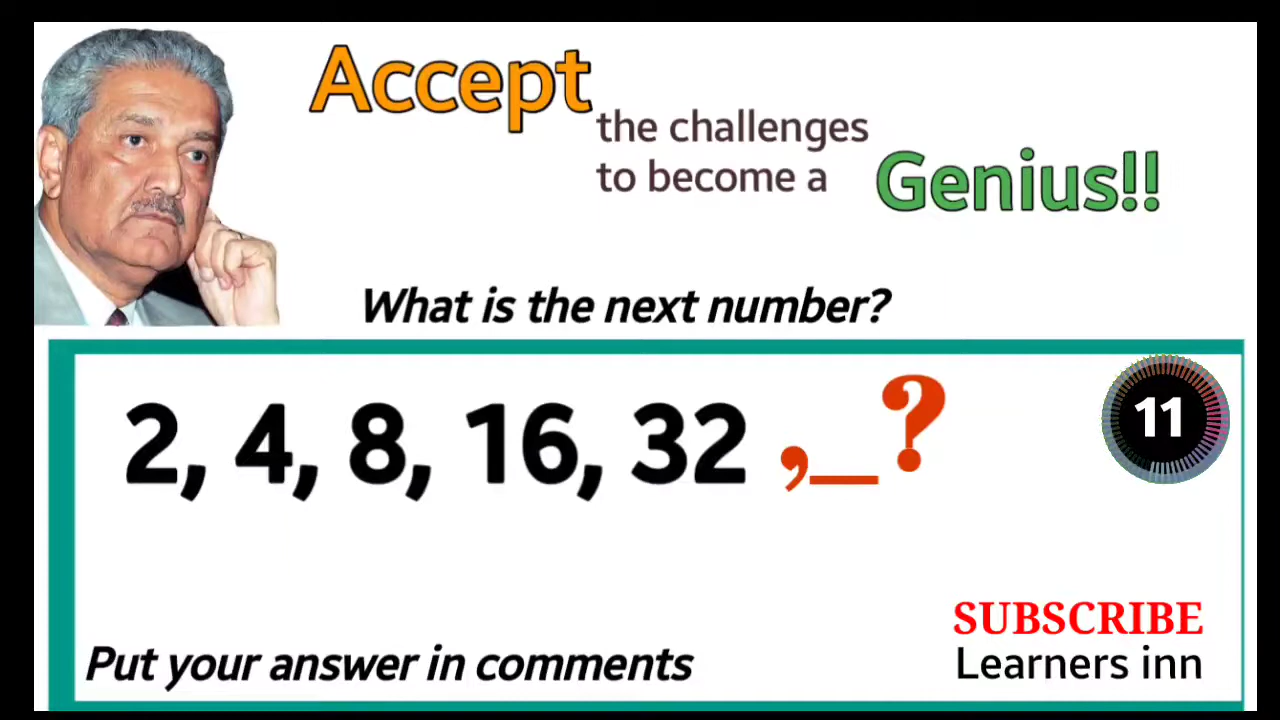 Accept
the challenges
to become a
Genius!!
What is the next number?
2, 4, 8, 16, 32 ,_?
11
SUBSCRIBE
Learners inn
Put your answer in comments